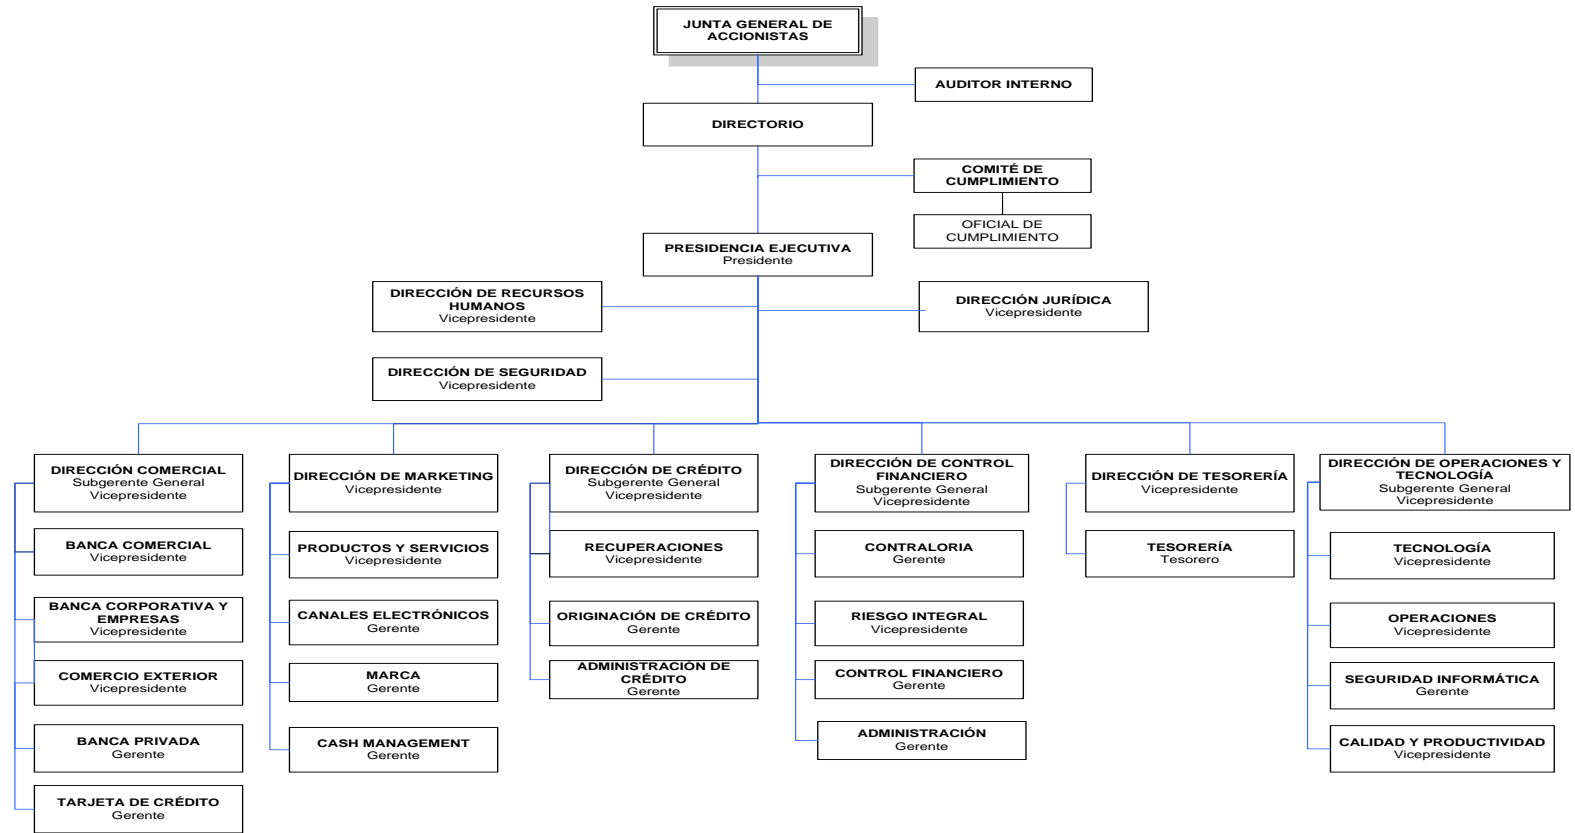 JUNTA GENERAL DE
ACCIONISTAS
AUDITOR INTERNO
DIRECTORIO
COMITÉ DE
CUMPLIMIENTO
OFICIAL DE
CUMPLIMIENTO
PRESIDENCIA EJECUTIVA
Presidente
DIRECCIÓN DE RECURSOS
HUMANOS
Vicepresidente
DIRECCIÓN JURÍDICA
Vicepresidente
DIRECCIÓN DE SEGURIDAD
Vicepresidente
DIRECCIÓN COMERCIAL
Subgerente General
Vicepresidente
BANCA COMERCIAL
Vicepresidente
BANCA CORPORATIVA Y
EMPRESAS
Vicepresidente
COMERCIO EXTERIOR
Vicepresidente
BANCA PRIVADA
Gerente
TARJETA DE CRÉDITO
Gerente
DIRECCIÓN DE MARKETING
Vicepresidente
PRODUCTOS Y SERVICIOS
Vicepresidente
CANALES ELECTRÓNICOS
Gerente
MARCA
Gerente
CASH MANAGEMENT
Gerente
DIRECCIÓN DE CRÉDITO
Subgerente General
Vicepresidente
RECUPERACIONES
Vicepresidente
ORIGINACIÓN DE CRÉDITO
Gerente
ADMINISTRACIÓN DE
CRÉDITO
Gerente
DIRECCIÓN DE CONTROL
FINANCIERO
Subgerente General
Vicepresidente
CONTRALORIA
Gerente
RIESGO INTEGRAL
Vicepresidente
CONTROL FINANCIERO
Gerente
ADMINISTRACIÓN
Gerente
DIRECCIÓN DE TESORERÍA
Vicepresidente
TESORERÍA
Tesorero
DIRECCIÓN DE OPERACIONES Y
TECNOLOGÍA
Subgerente General
Vicepresidente
TECNOLOGÍA
Vicepresidente
OPERACIONES
Vicepresidente
SEGURIDAD INFORMÁTICA
Gerente
CALIDAD Y PRODUCTIVIDAD
Vicepresidente